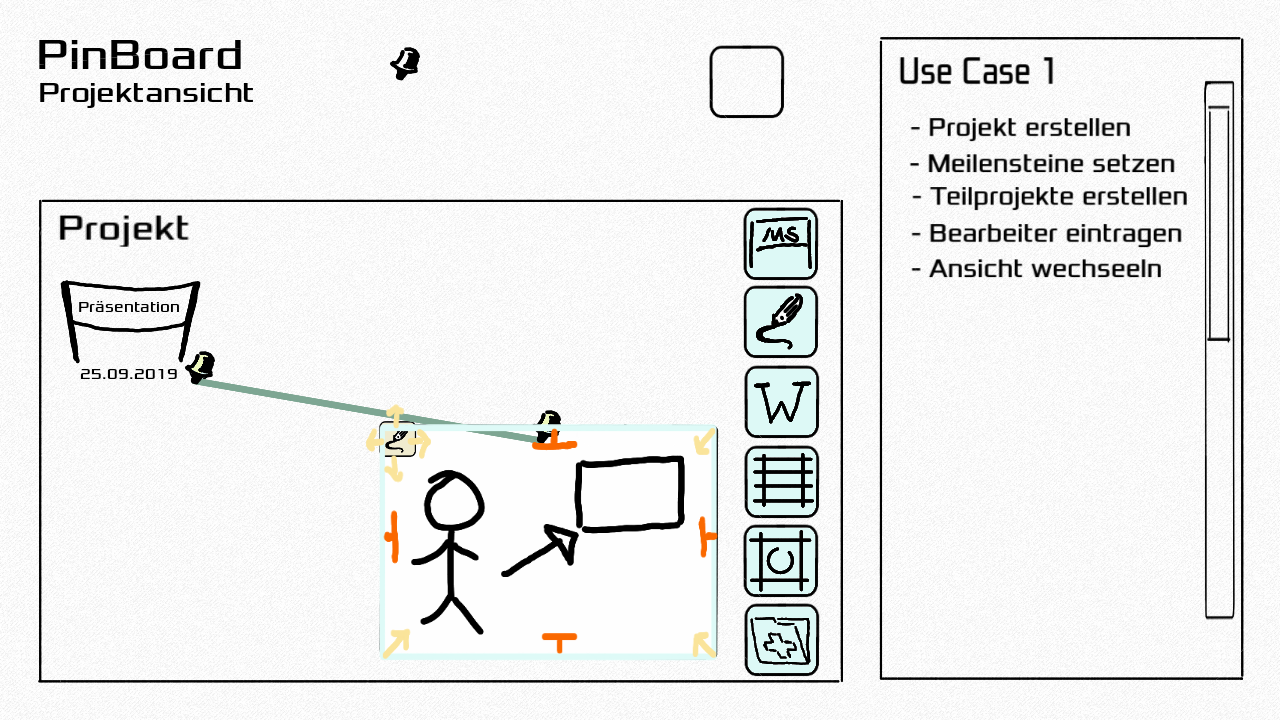 PinBoard
Projektansicht
Projekt
Präsentation
25.09.2019
MS
W
Use Case 1
- Projekt erstellen
- Meilensteine setzen
- Teilprojekte erstellen
- Bearbeiter eintragen
- Ansicht wechseeln